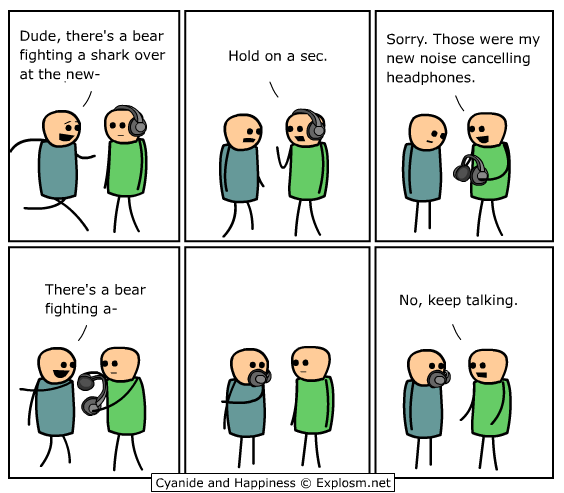 Dude, there's a bear
fighting a shark over
at the new-
Hold on a sec.
Sorry. Those were my
new noise cancelling
headphones.
There's a bear
fighting a-
No, keep talking.
Cyanide and Happiness © Explosm.net